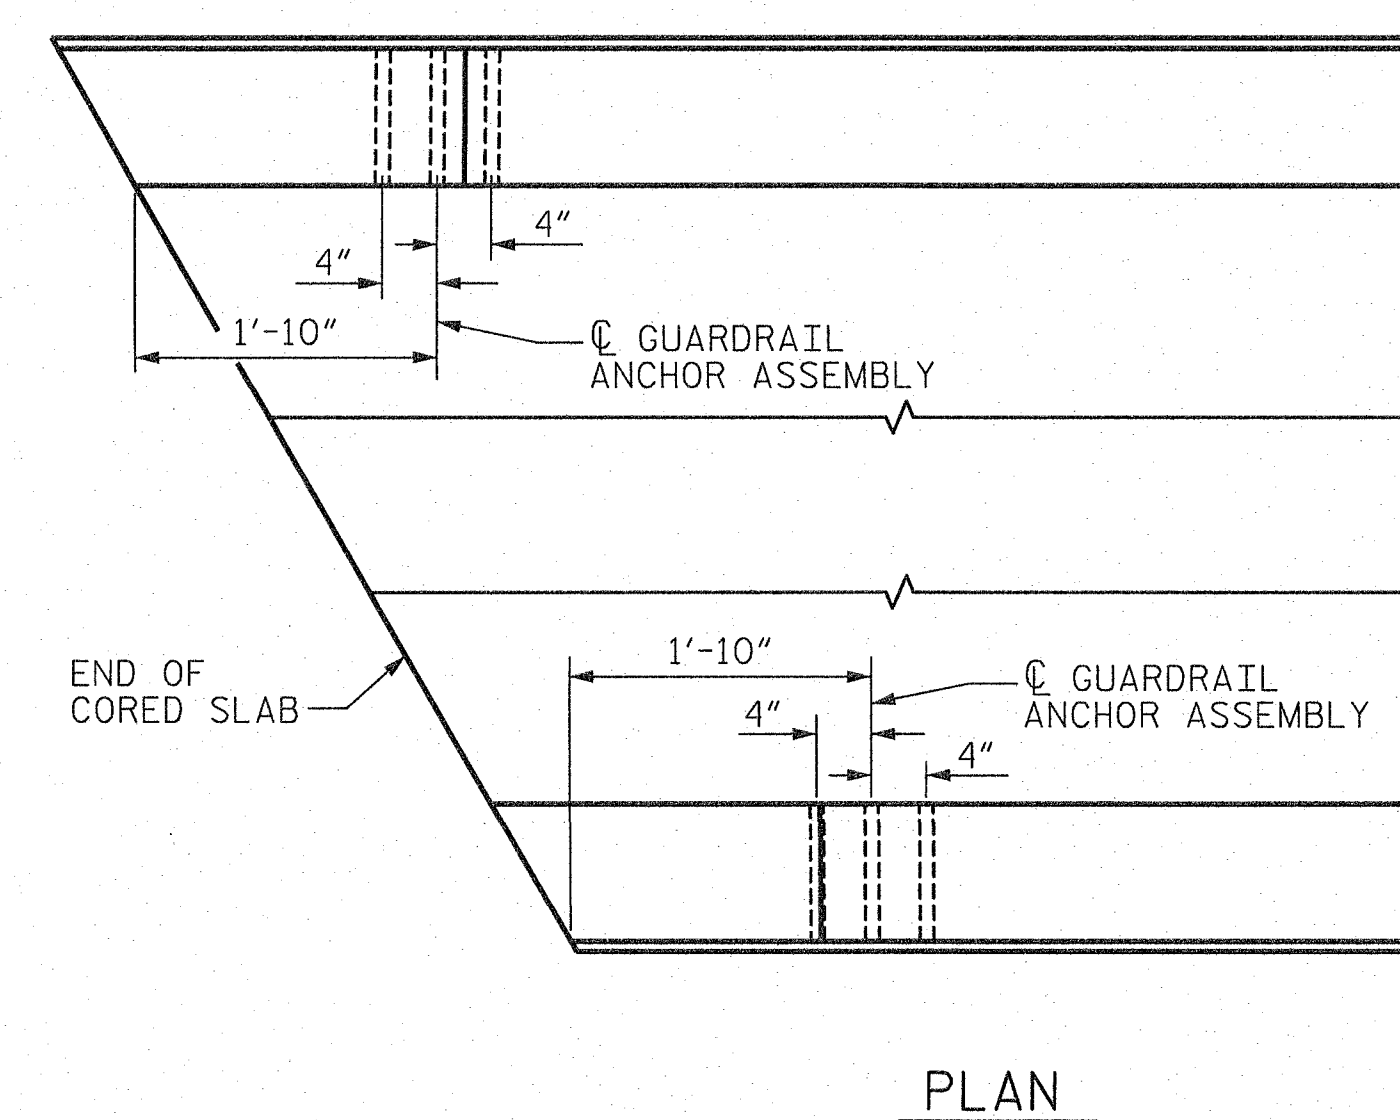 4"
4"
1'-10"
℄ GUARDRAIL
ANCHOR ASSEMBLY
1'-10"
END OF
CORED SLAB
℄ GUARDRAIL
ANCHOR ASSEMBLY
4"
4"
PLAN